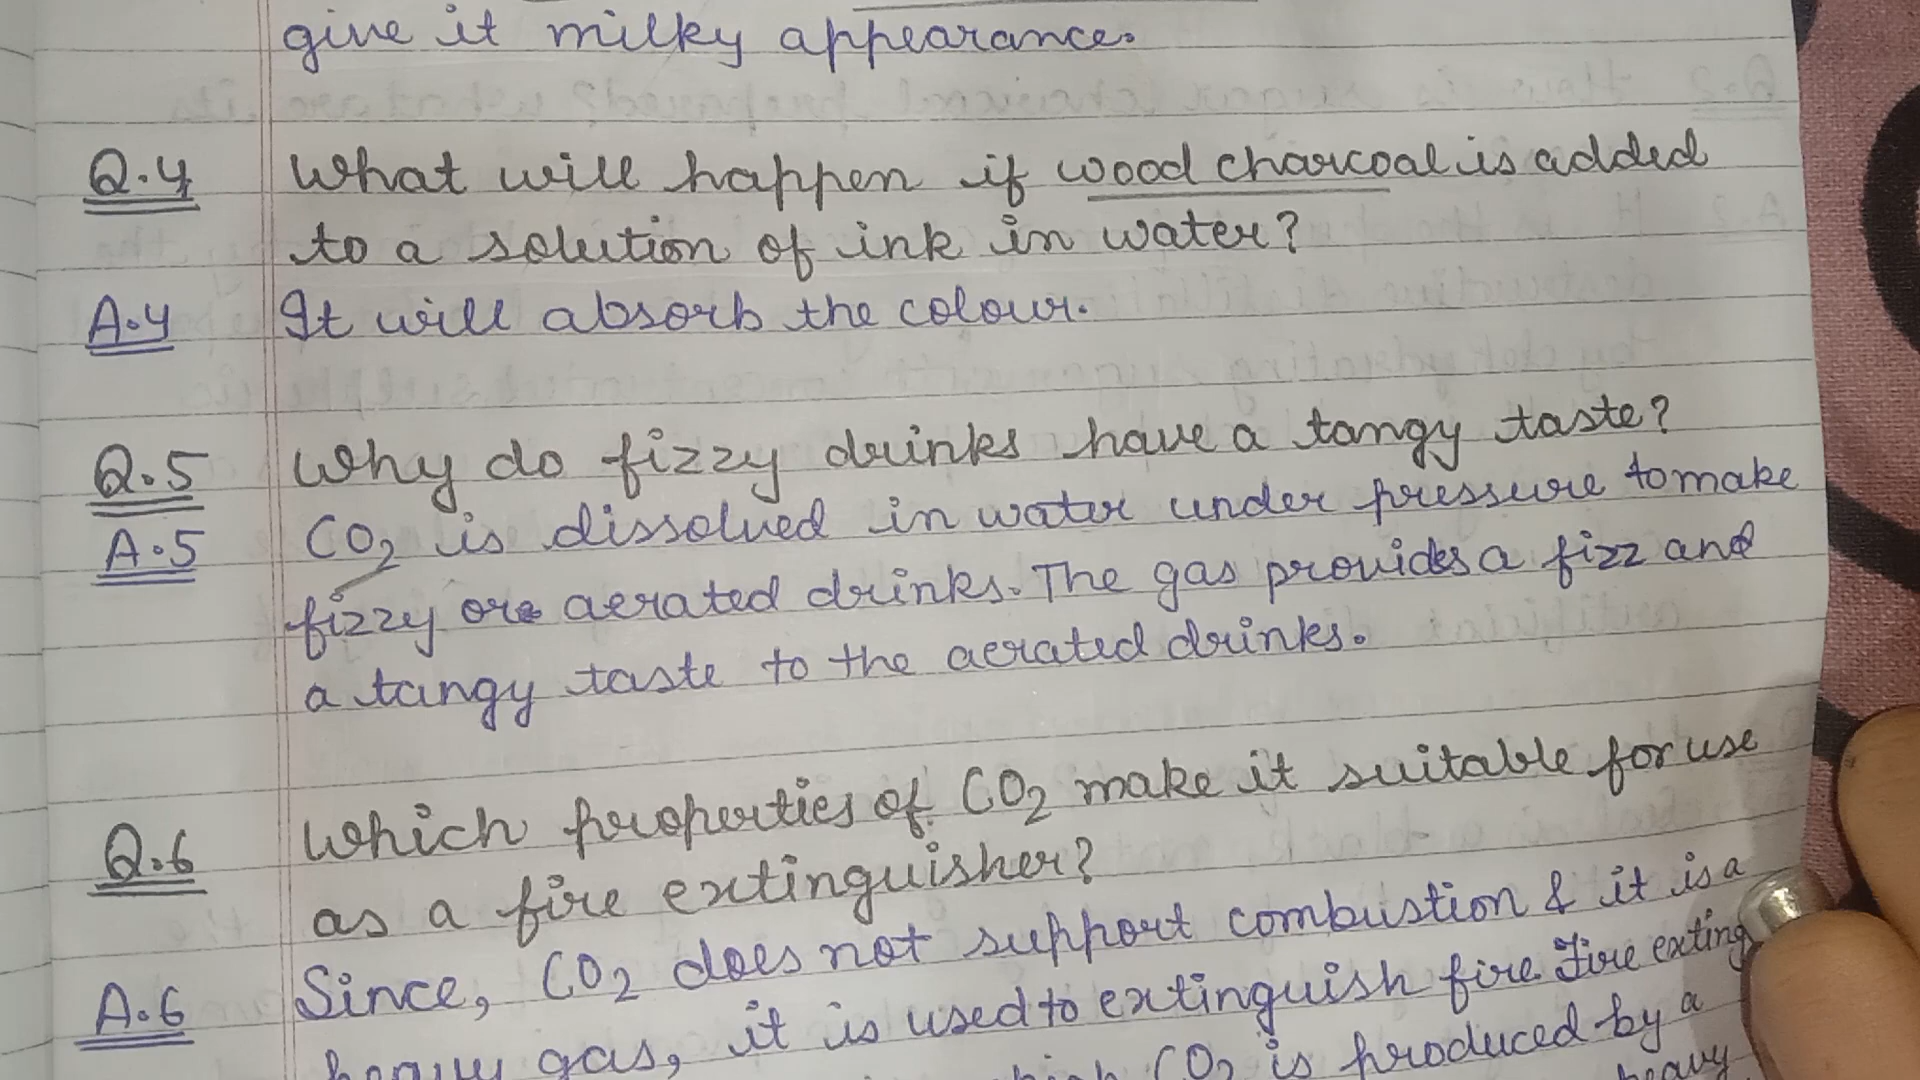 give it milky appearance.
Q.4 What will happen if wood charcoal is added
to a solution of ink in water?
A.4 It will absorb the colour.
Q.5 Why do fizzy drinks have a tangy taste?
A.5 CO2 is dissolved in water under pressure to make
fizzy or aerated drinks. The gas provides a fizz and
a tangy taste to the aerated drinks.
Q.6 Which properties of CO2 make it suitable for use
as a fire extinguisher?
A.6 Since, CO2 does not support combustion & it is a
heavy gas, it is used to extinguish fire. Fire exting
CO2 is produced by a
heavy